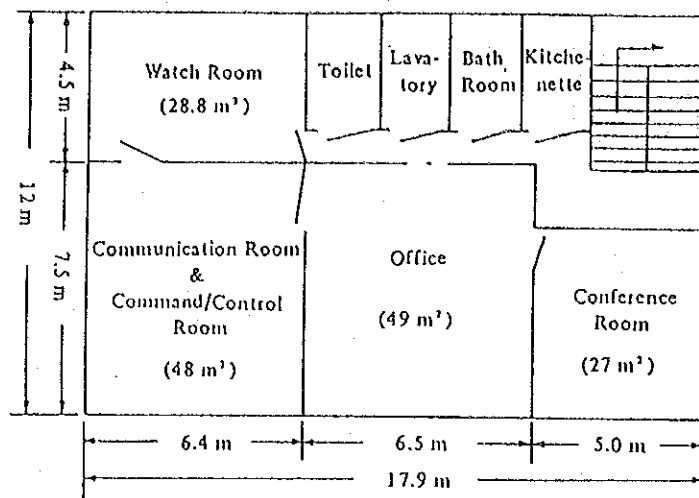 Watch Room
(28.8 m²)
Toilet
Lava-
tory
Bath
Room
Kitche-
nette
4.5 m
12 m
7.5 m
Communication Room
&
Command/Control
Room
(48 m²)
Office
(49 m²)
Conference
Room
(27 m²)
6.4 m
6.5 m
5.0 m
17.9 m